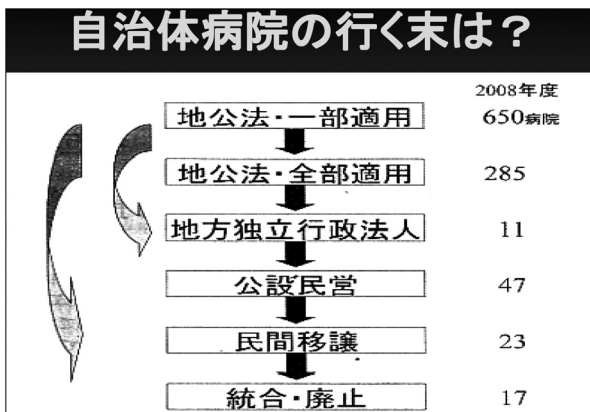 自治体病院の行く末は？
2008年度
地公法・一部適用 650病院
地公法・全部適用 285
地方独立行政法人 11
公設民営 47
民間移譲 23
統合・廃止 17